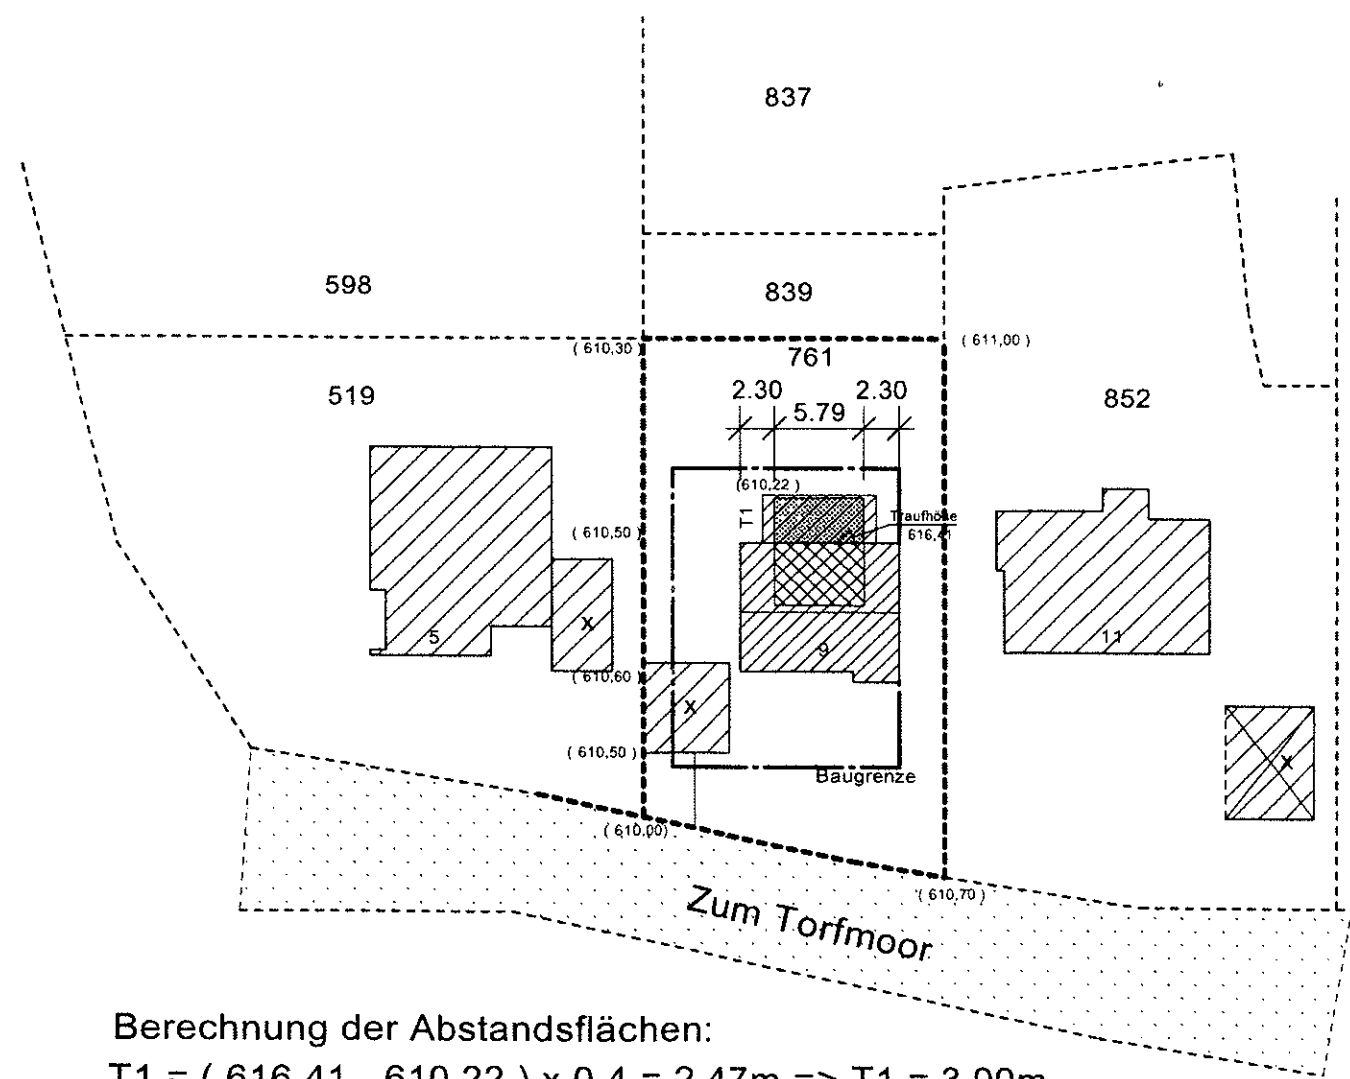 837
598
839
( 610,30 )
( 611,00 )
761
519
2.30
2.30
5.79
852
(610,22 )
T1
Traufhöhe
616,41
( 610,50 )
5
X
9
11
( 610,60 )
X
( 610,50 )
Baugrenze
X
( 610,00)
( 610,70 )
Zum Torfmoor
Berechnung der Abstandsflächen:
T1 = ( 616,41 - 610,22 ) x 0,4 = 2,47m => T1 = 3,00m